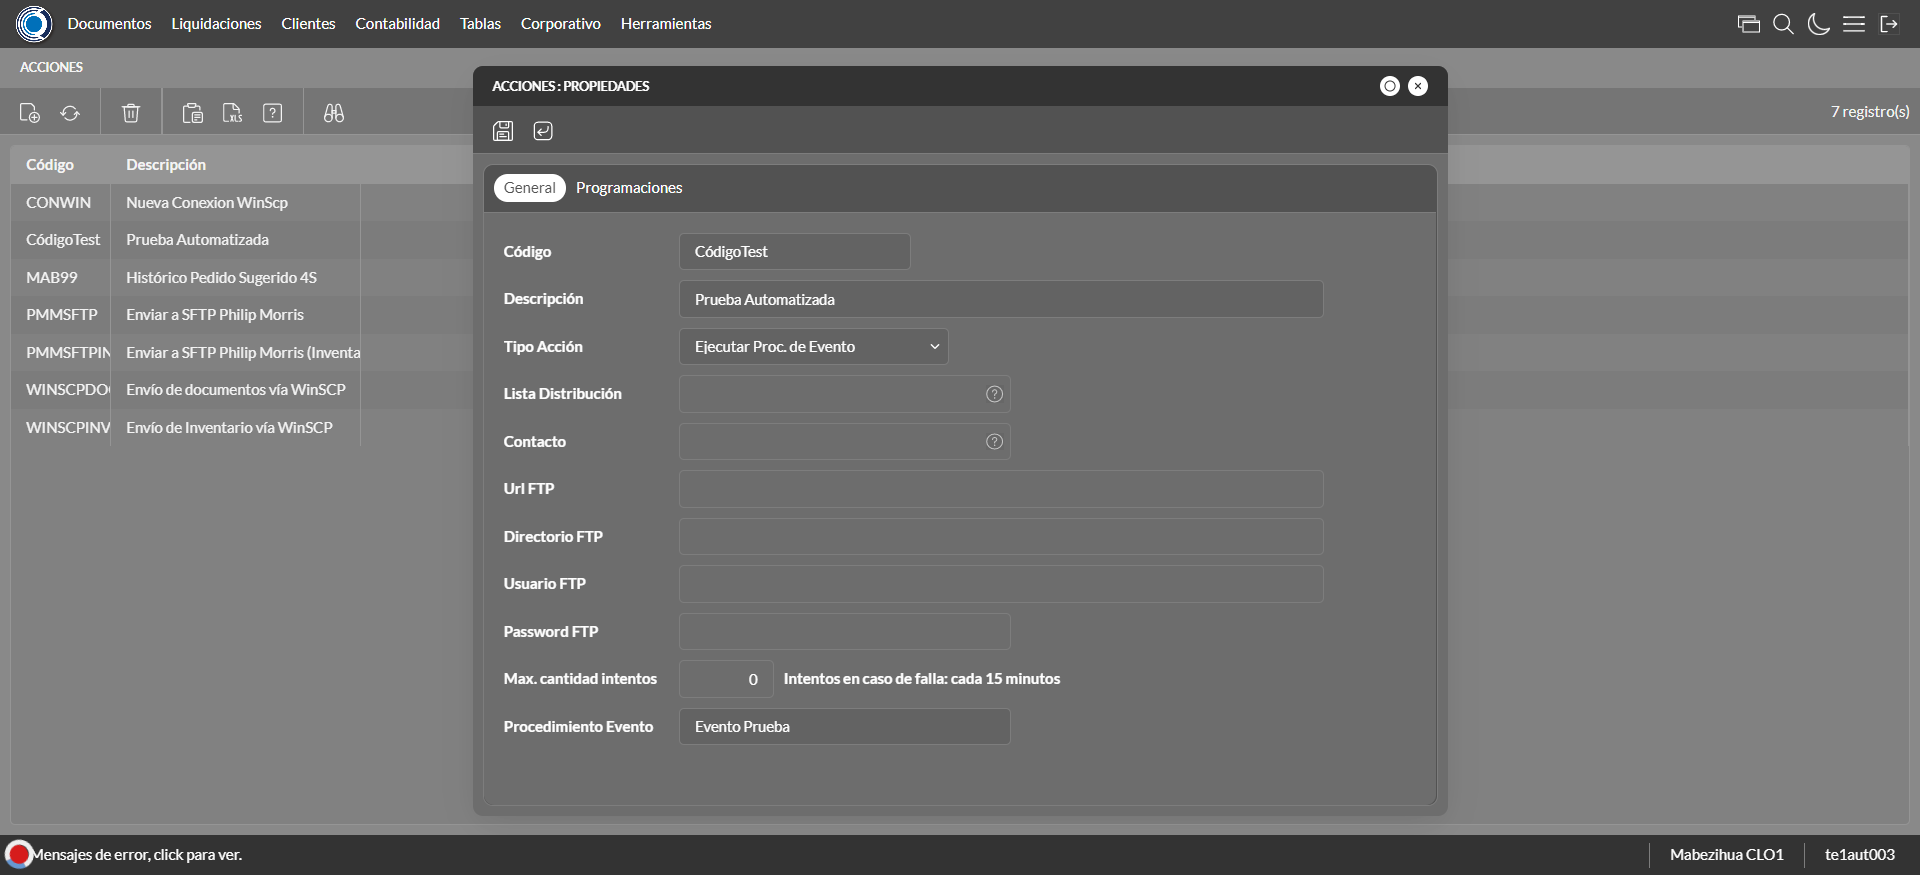 Documentos Liquidaciones Clientes Contabilidad Tablas Corporativo Herramientas
ACCIONES
XLS
7 registro(s)
Código Descripción
CONWIN Nueva Conexion WinScp
CódigoTest Prueba Automatizada
MAB99 Histórico Pedido Sugerido 4S
PMMSFTP Enviar a SFTP Philip Morris
PMMSFTPIN Enviar a SFTP Philip Morris (Inventa
WINSCPDO Envío de documentos vía WinSCP
WINSCPINV Envío de Inventario vía WinSCP
ACCIONES : PROPIEDADES
General Programaciones
Código CódigoTest
Descripción Prueba Automatizada
Tipo Acción Ejecutar Proc. de Evento
Lista Distribución
Contacto
Url FTP
Directorio FTP
Usuario FTP
Password FTP
Max. cantidad intentos 0 Intentos en caso de falla: cada 15 minutos
Procedimiento Evento Evento Prueba
Mensajes de error, click para ver.
Mabezihua CLO1 te1aut003